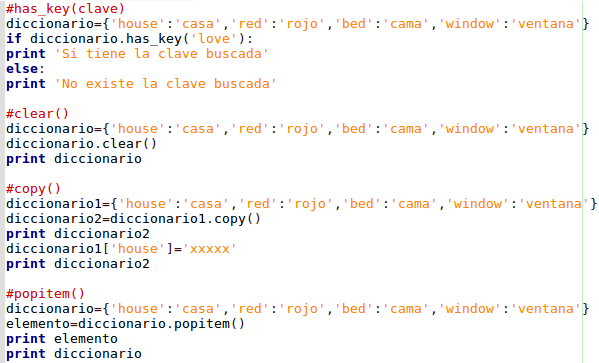 #has_key(clave)
diccionario={'house':'casa','red':'rojo','bed':'cama','window':'ventana'}
if diccionario.has_key('love'):
print 'Si tiene la clave buscada'
else:
print 'No existe la clave buscada'
#clear()
diccionario={'house':'casa','red':'rojo','bed':'cama','window':'ventana'}
diccionario.clear()
print diccionario
#copy()
diccionario1={'house':'casa','red':'rojo','bed':'cama','window':'ventana'}
diccionario2=diccionario1.copy()
print diccionario2
diccionario1['house']='xxxxx'
print diccionario2
#popitem()
diccionario={'house':'casa','red':'rojo','bed':'cama','window':'ventana'}
elemento=diccionario.popitem()
print elemento
print diccionario